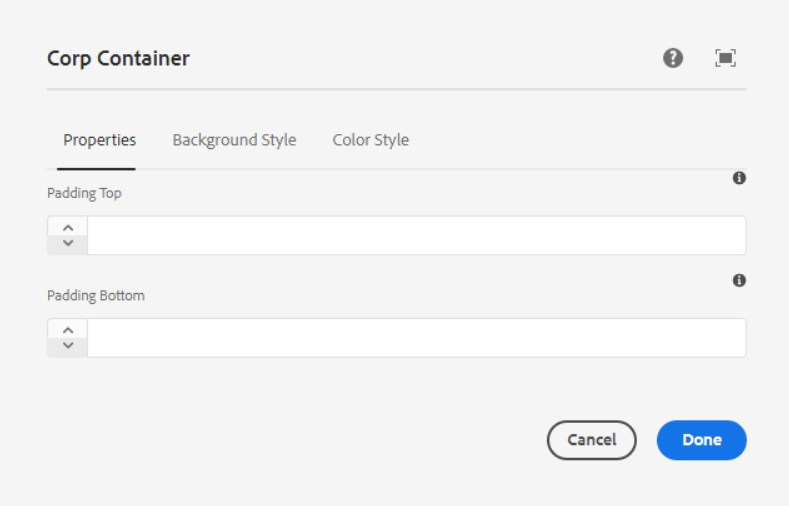 Corp Container
Properties Background Style Color Style
Padding Top
Padding Bottom
Cancel Done